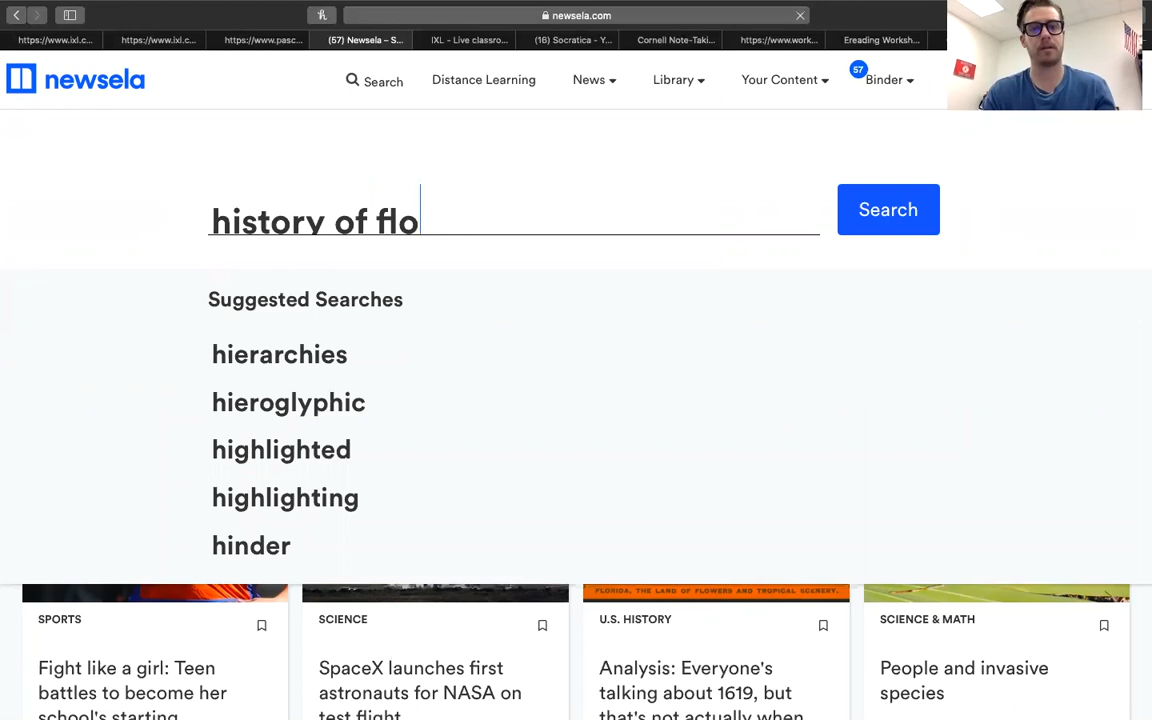 newsela.com
https://www.ixl.c...
https://www.ixl.c...
https://www.pasc...
(57) Newsela – S...
IXL - Live classro...
(16) Socratica - Y...
Cornell Note-Taki...
https://www.work...
Ereading Worksh...
newsela
Search
Distance Learning
News
Library
Your Content
57
Binder
history of flo
Search
Suggested Searches
hierarchies
hieroglyphic
highlighted
highlighting
hinder
FLORIDA, THE LAND OF FLOWERS AND TROPICAL SCENERY.
SPORTS
Fight like a girl: Teen
battles to become her
school's starting
SCIENCE
SpaceX launches first
astronauts for NASA on
test flight
U.S. HISTORY
Analysis: Everyone's
talking about 1619, but
that's not actually when
SCIENCE & MATH
People and invasive
species